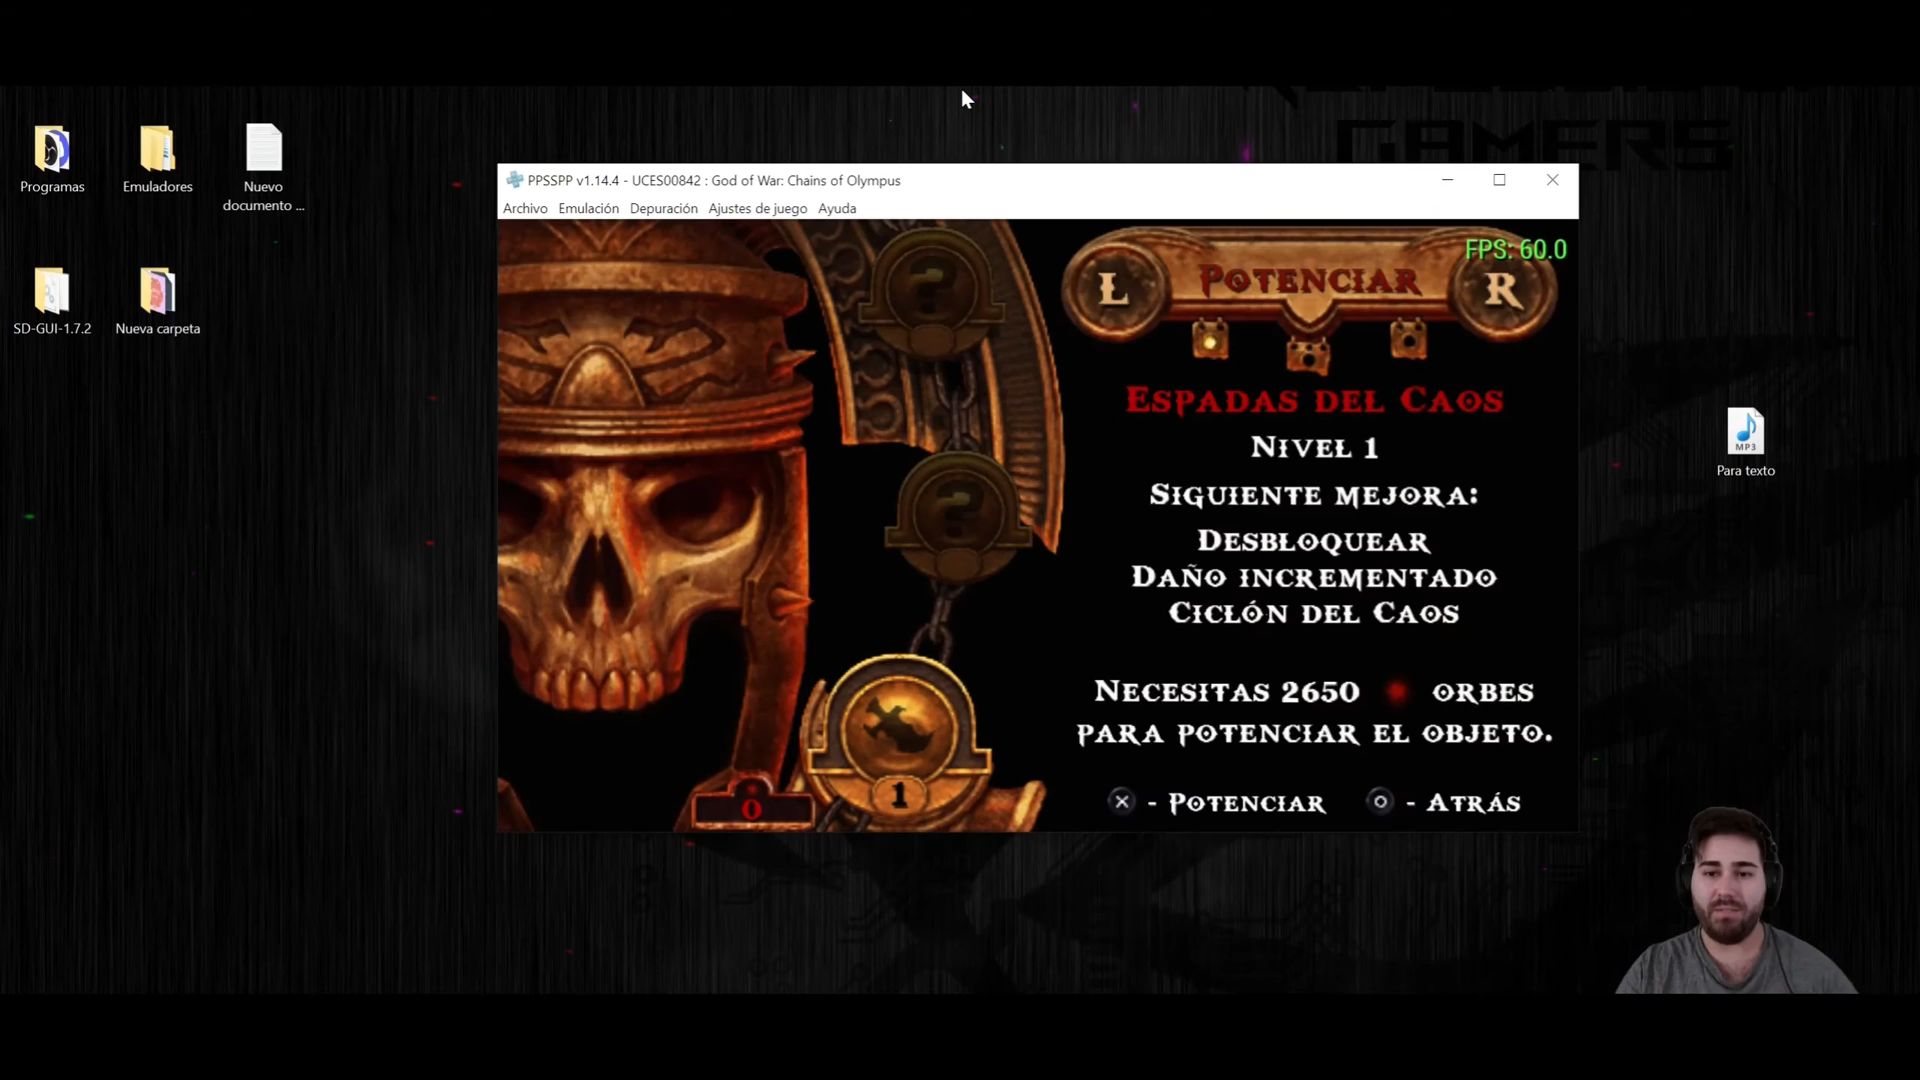 GAMERS
Programas
Emuladores
Nuevo
documento ...
SD-GUI-1.7.2
Nueva carpeta
PPSSPP v1.14.4 - UCES00842 : God of War: Chains of Olympus
Archivo Emulación Depuración Ajustes de juego Ayuda
FPS: 60.0
L Potenciar R
Espadas del Caos
Nivel 1
Siguiente mejora:
Desbloquear
Daño incrementado
Ciclón del Caos
Necesitas 2650 orbes
para potenciar el objeto.
X - Potenciar O - Atrás
?
?
1
0
MP3
Para texto